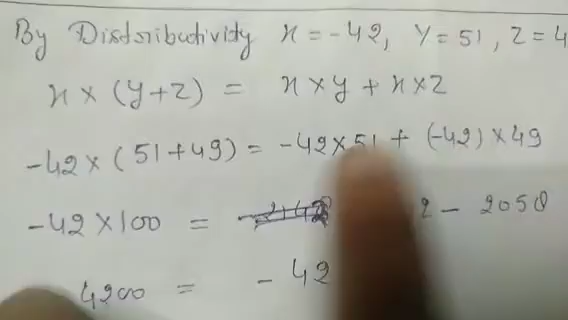 By Distributivity x = -42, y = 51, z = 4
x × (y+z) = x × y + x × z
-42 × (51+49) = -42 × 51 + (-42) × 49
-42 × 100 = 2 - 2058
4200 = - 42